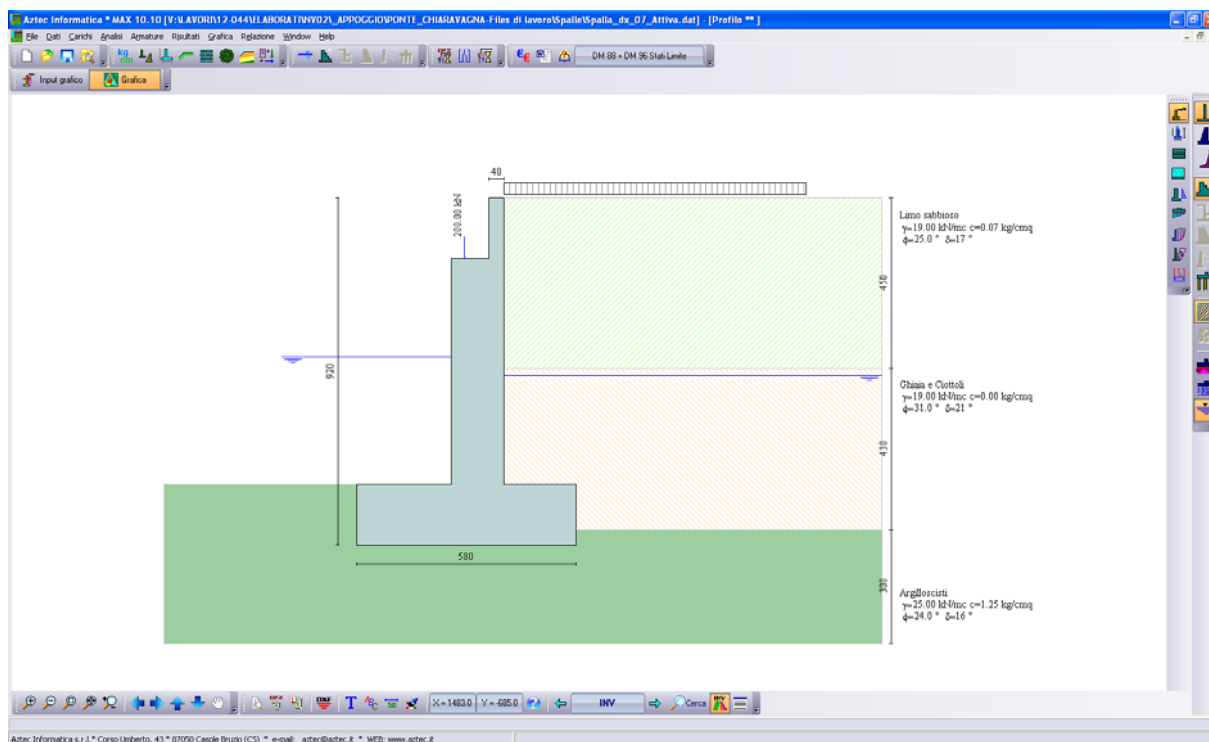 Aztec Informatica * MAX 10.10 [V:\LAVORI\12-044\ELABORATI\NV02\_APPOGGIO\PONTE_CHIARAVAGNA-Files di lavoro\Spalle\Spalla_dx_07_Attiva.dat] - [Profilo ** ]
File Dati Carichi Analisi Armature Risultati Grafica Relazione Window Help
DM 88 + DM 96 Stati Limite
Input grafico Grafica
40
200.00 kN
920
580
450
430
300
Limo sabbioso
γ=19.00 kN/mc c=0.07 kg/cmq
ϕ=25.0 ° δ=17 °
Ghiaia e Ciottoli
γ=19.00 kN/mc c=0.00 kg/cmq
ϕ=31.0 ° δ=21 °
Argilloscisti
γ=25.00 kN/mc c=1.25 kg/cmq
ϕ=24.0 ° δ=16 °
X=1483.0 Y=-685.0 INV Cerca
Aztec Informatica s.r.l.* Corso Umberto, 43 * 87050 Casole Bruzio (CS) * e-mail: aztec@aztec.it * WEB: www.aztec.it